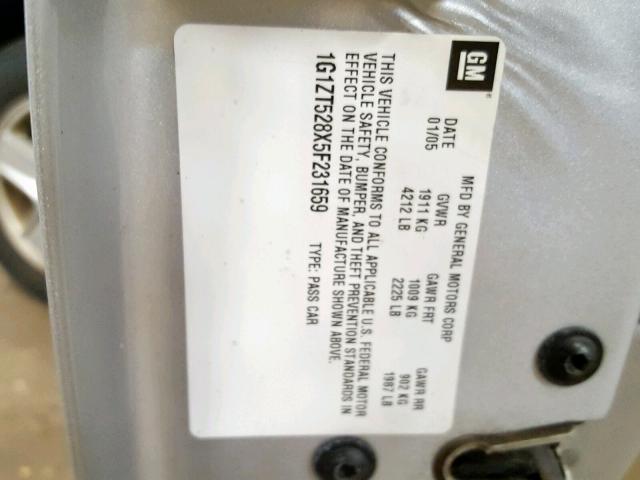 GM
MFD BY GENERAL MOTORS CORP
DATE GVWR GAWR FRT GAWR RR
01/05 1911 KG 1009 KG 902 KG
4212 LB 2225 LB 1987 LB
THIS VEHICLE CONFORMS TO ALL APPLICABLE U.S. FEDERAL MOTOR
VEHICLE SAFETY, BUMPER, AND THEFT PREVENTION STANDARDS IN
EFFECT ON THE DATE OF MANUFACTURE SHOWN ABOVE.
1G1ZT528X5F231659 TYPE: PASS CAR